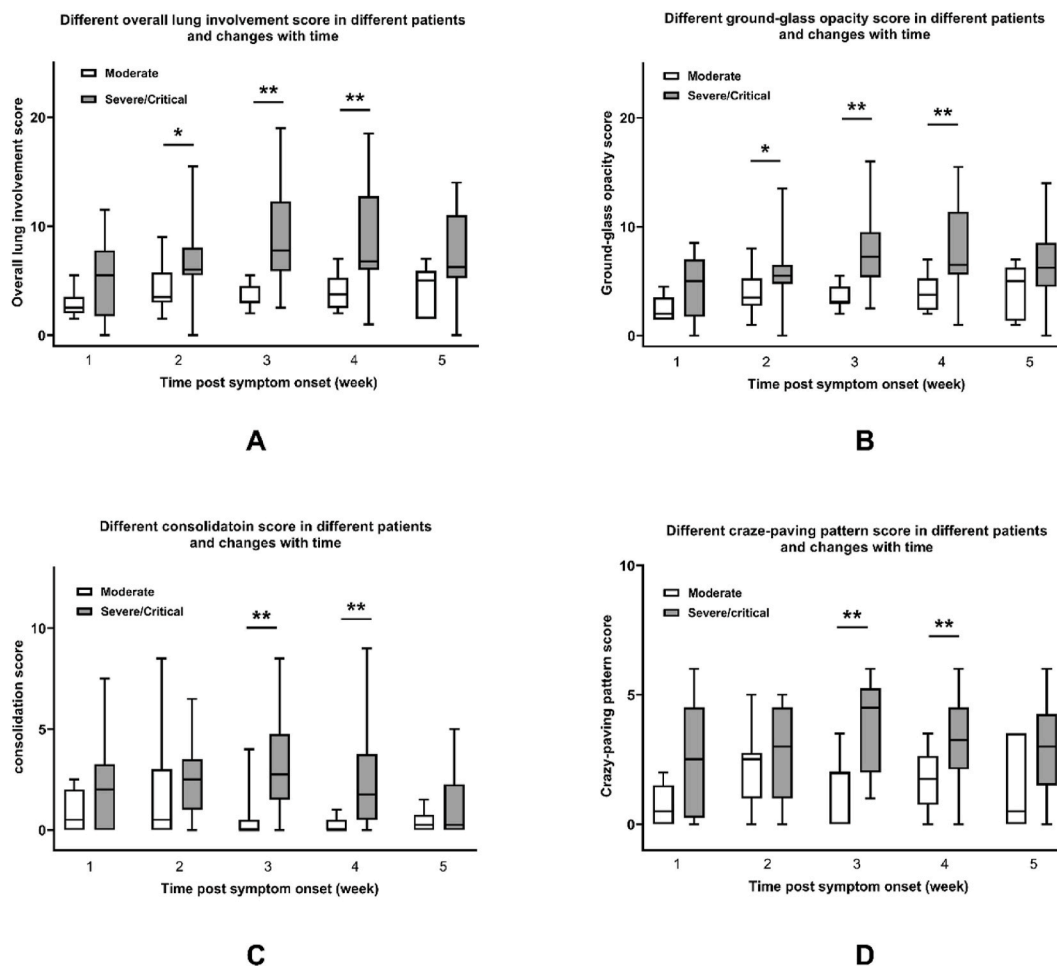 Different overall lung involvement score in different patients
and changes with time
Moderate
Severe/Critical
Overall lung involvement score
20
10
0
*
**
**
1 2 3 4 5
Time post symptom onset (week)
A
Different ground-glass opacity score in different patients
and changes with time
Moderate
Severe/Critical
Ground-glass opacity score
20
10
0
*
**
**
1 2 3 4 5
Time post symptom onset (week)
B
Different consolidatoin score in different patients
and changes with time
Moderate
Severe/Critical
consolidation score
10
5
0
**
**
1 2 3 4 5
Time post symptom onset (week)
C
Different craze-paving pattern score in different patients
and changes with time
Moderate
Severe/critical
Crazy-paving pattern score
10
5
0
**
**
1 2 3 4 5
Time post symptom onset (week)
D